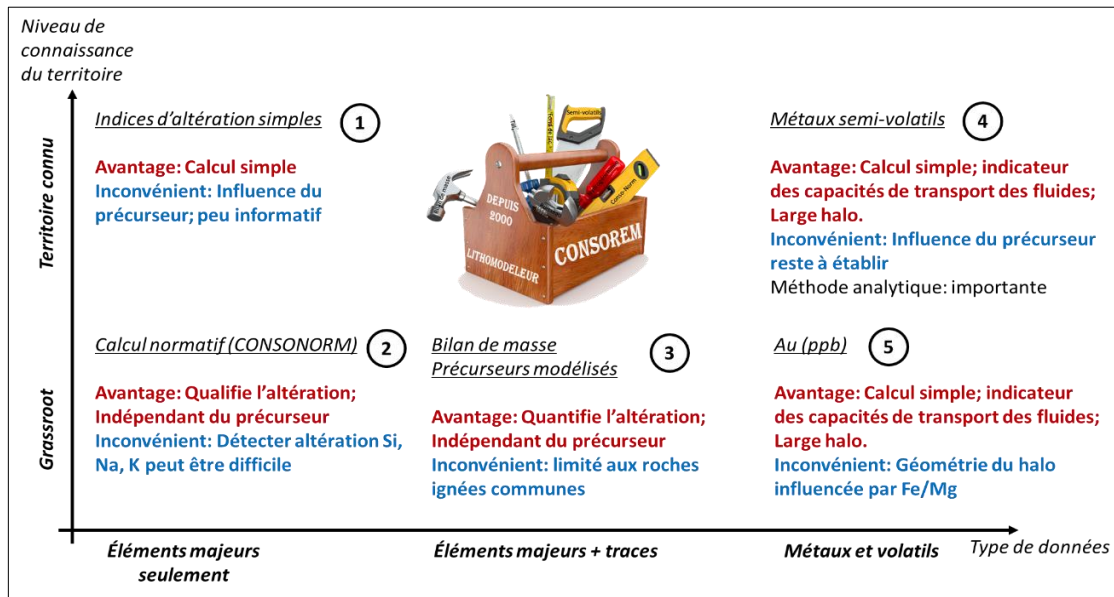 Niveau de
connaissance
du territoire
Territoire connu
Grassroot
Indices d'altération simples
1
Avantage: Calcul simple
Inconvénient: Influence du
précurseur; peu informatif
DEPUIS
2000
LITHOMODELEUR
CONSOREM
Semi-volatils
Conso-Norm
Métaux semi-volatils
4
Avantage: Calcul simple; indicateur
des capacités de transport des fluides;
Large halo.
Inconvénient: Influence du précurseur
reste à établir
Méthode analytique: importante
Calcul normatif (CONSONORM)
2
Avantage: Qualifie l'altération;
Indépendant du précurseur
Inconvénient: Détecter altération Si,
Na, K peut être difficile
Bilan de masse
Précurseurs modélisés
3
Avantage: Quantifie l'altération;
Indépendant du précurseur
Inconvénient: limité aux roches
ignées communes
Au (ppb)
5
Avantage: Calcul simple; indicateur
des capacités de transport des fluides;
Large halo.
Inconvénient: Géométrie du halo
influencée par Fe/Mg
Éléments majeurs
seulement
Éléments majeurs + traces
Métaux et volatils
Type de données